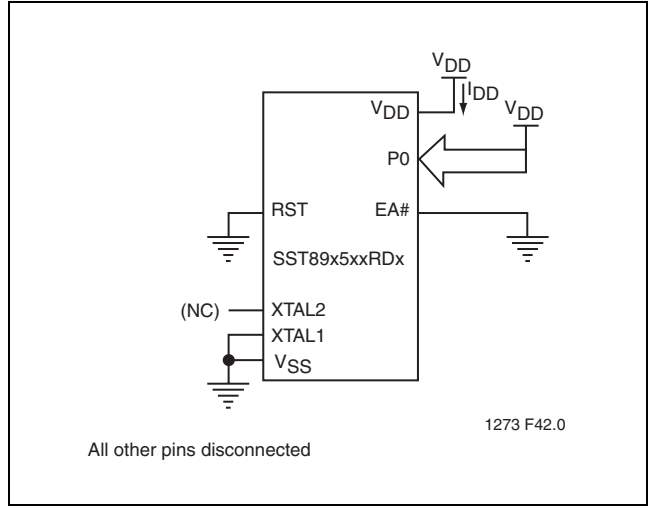 VDD
IDD
VDD
VDD
P0
RST
EA#
SST89x5xxRDx
(NC)
XTAL2
XTAL1
VSS
1273 F42.0
All other pins disconnected